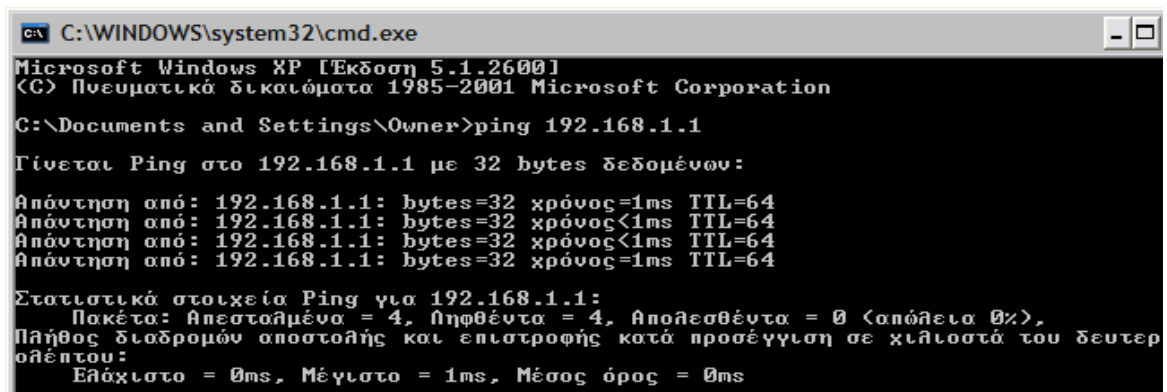 C:\WINDOWS\system32\cmd.exe
Microsoft Windows XP [Έκδοση 5.1.2600]
(C) Πνευματικά δικαιώματα 1985-2001 Microsoft Corporation
C:\Documents and Settings\Owner>ping 192.168.1.1
Γίνεται Ping στο 192.168.1.1 με 32 bytes δεδομένων:
Απάντηση από: 192.168.1.1: bytes=32 χρόνος=1ms TTL=64
Απάντηση από: 192.168.1.1: bytes=32 χρόνος<1ms TTL=64
Απάντηση από: 192.168.1.1: bytes=32 χρόνος<1ms TTL=64
Απάντηση από: 192.168.1.1: bytes=32 χρόνος=1ms TTL=64
Στατιστικά στοιχεία Ping για 192.168.1.1:
Πακέτα: Απεσταλμένα = 4, Ληφθέντα = 4, Απολεσθέντα = 0 (απώλεια 0%),
Πλήθος διαδρομών αποστολής και επιστροφής κατά προσέγγιση σε χιλιοστά του δευτερ
ολέπτου:
Ελάχιστο = 0ms, Μέγιστο = 1ms, Μέσος όρος = 0ms